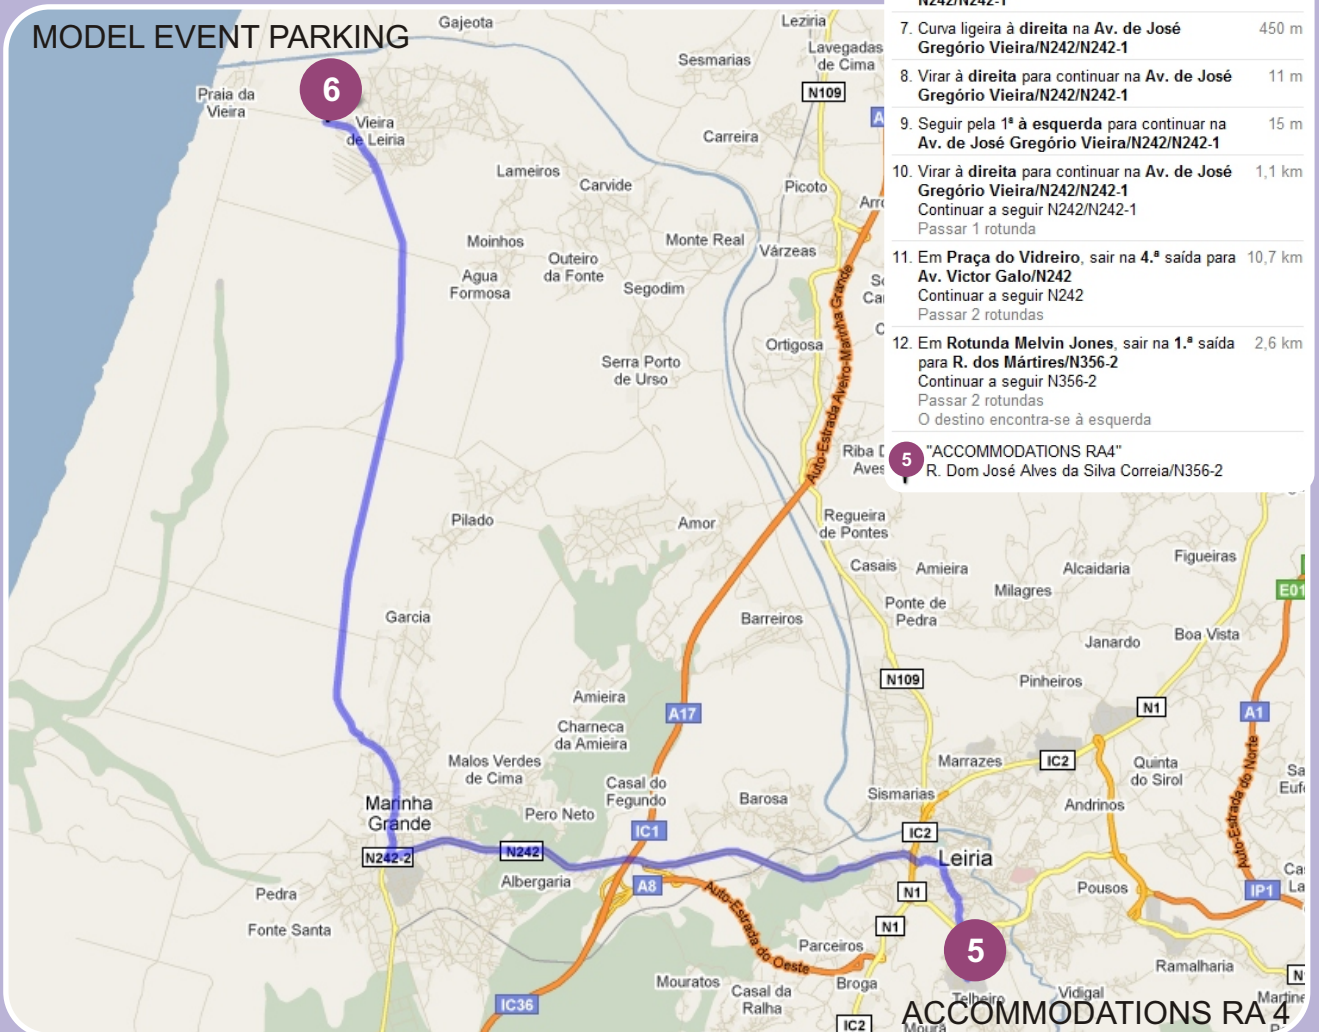 MODEL EVENT PARKING
6
Gajeota
Leziria
Lavegadas
de Cima
Sesmarias
N109
Praia da
Vieira
Vieira
de Leiria
Carreira
Lameiros
Carvide
Picoto
Moinhos
Monte Real
Várzeas
Outeiro
da Fonte
Agua
Formosa
Segodim
Ortigosa
Serra Porto
de Urso
Auto-Estrada Aveiro-Marinha Grande
N242/N242-1
7. Curva ligeira à direita na Av. de José 450 m
Gregório Vieira/N242/N242-1
8. Virar à direita para continuar na Av. de José 11 m
Gregório Vieira/N242/N242-1
9. Seguir pela 1ª à esquerda para continuar na 15 m
Av. de José Gregório Vieira/N242/N242-1
10. Virar à direita para continuar na Av. de José 1,1 km
Gregório Vieira/N242/N242-1
Continuar a seguir N242/N242-1
Passar 1 rotunda
11. Em Praça do Vidreiro, sair na 4.ª saída para 10,7 km
Av. Victor Galo/N242
Continuar a seguir N242
Passar 2 rotundas
12. Em Rotunda Melvin Jones, sair na 1.ª saída 2,6 km
para R. dos Mártires/N356-2
Continuar a seguir N356-2
Passar 2 rotundas
O destino encontra-se à esquerda
5 "ACCOMMODATIONS RA4"
R. Dom José Alves da Silva Correia/N356-2
Riba D
Aves
Pilado
Amor
Regueira
de Pontes
Casais
Amieira
Alcaidaria
Figueiras
Milagres
E01
Garcia
Barreiros
Ponte de
Pedra
Janardo
Boa Vista
N109
Pinheiros
Amieira
A17
N1
A1
Charneca
da Amieira
Malos Verdes
de Cima
Marrazes
IC2
Quinta
do Sirol
Casal do
Fegundo
Barosa
Sismarias
Andrinos
Auto-Estrada do Norte
Marinha
Grande
Pero Neto
IC1
IC2
Leiria
N242-2
N242
Albergaria
A8
N1
Pousos
IP1
Pedra
Auto-Estrada do Oeste
Fonte Santa
N1
Parceiros
5
Ramalharia
Mouratos
Casal da
Ralha
Broga
Telheiro
Vidigal
IC36
IC2
ACCOMMODATIONS RA 4